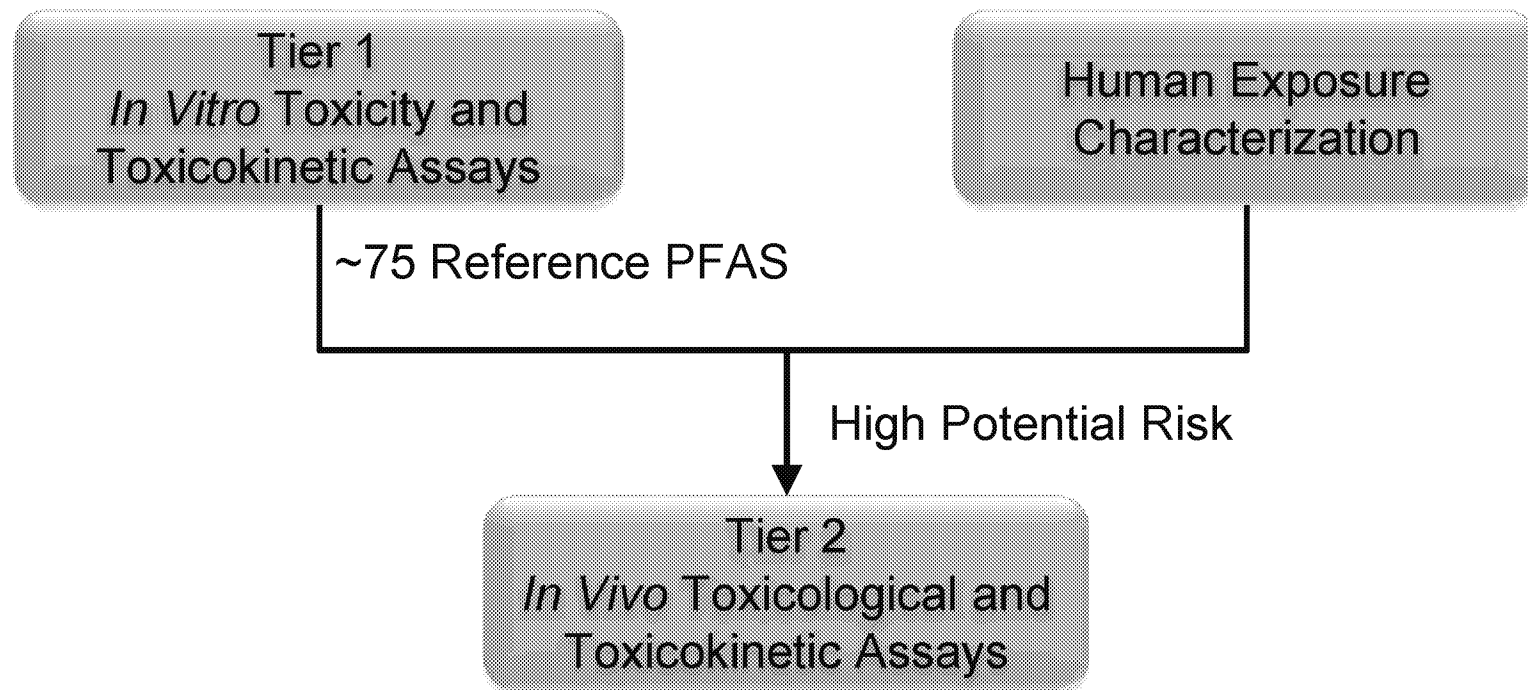 Tier 1
In Vitro Toxicity and
Toxicokinetic Assays
Human Exposure
Characterization
~75 Reference PFAS
High Potential Risk
Tier 2
In Vivo Toxicological and
Toxicokinetic Assays